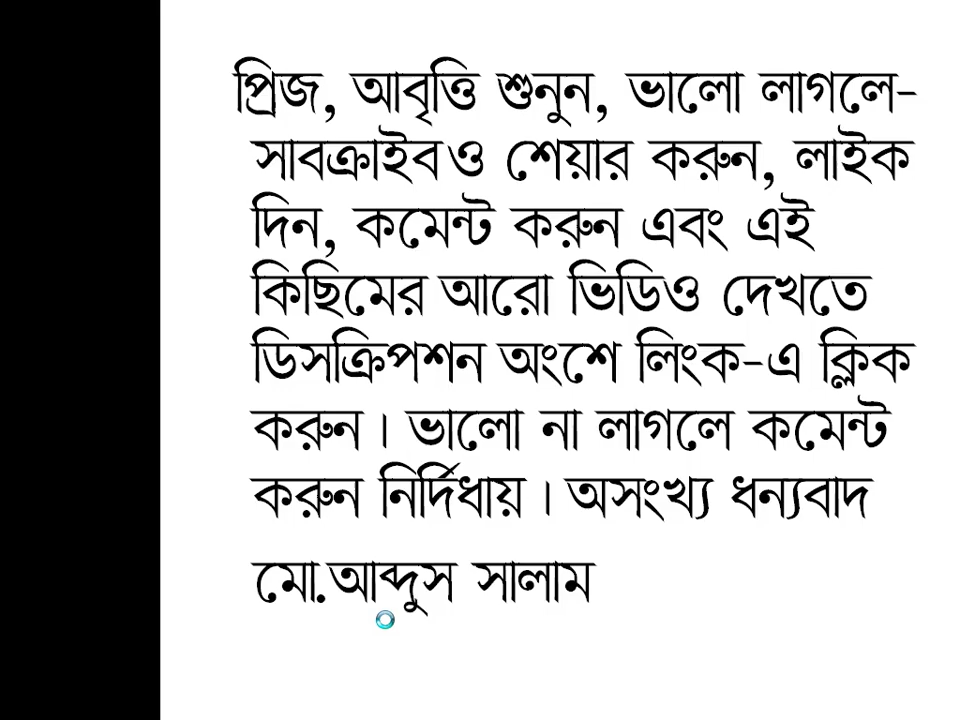 প্রিজ, আবৃত্তি শুনুন, ভালো লাগলে-
সাবক্রাইবও শেয়ার করুন, লাইক
দিন, কমেন্ট করুন এবং এই
কিছিমের আরো ভিডিও দেখতে
ডিসক্রিপশন অংশে লিংক-এ ক্লিক
করুন। ভালো না লাগলে কমেন্ট
করুন নির্দিধায়। অসংখ্য ধন্যবাদ
মো.আব্দুস সালাম